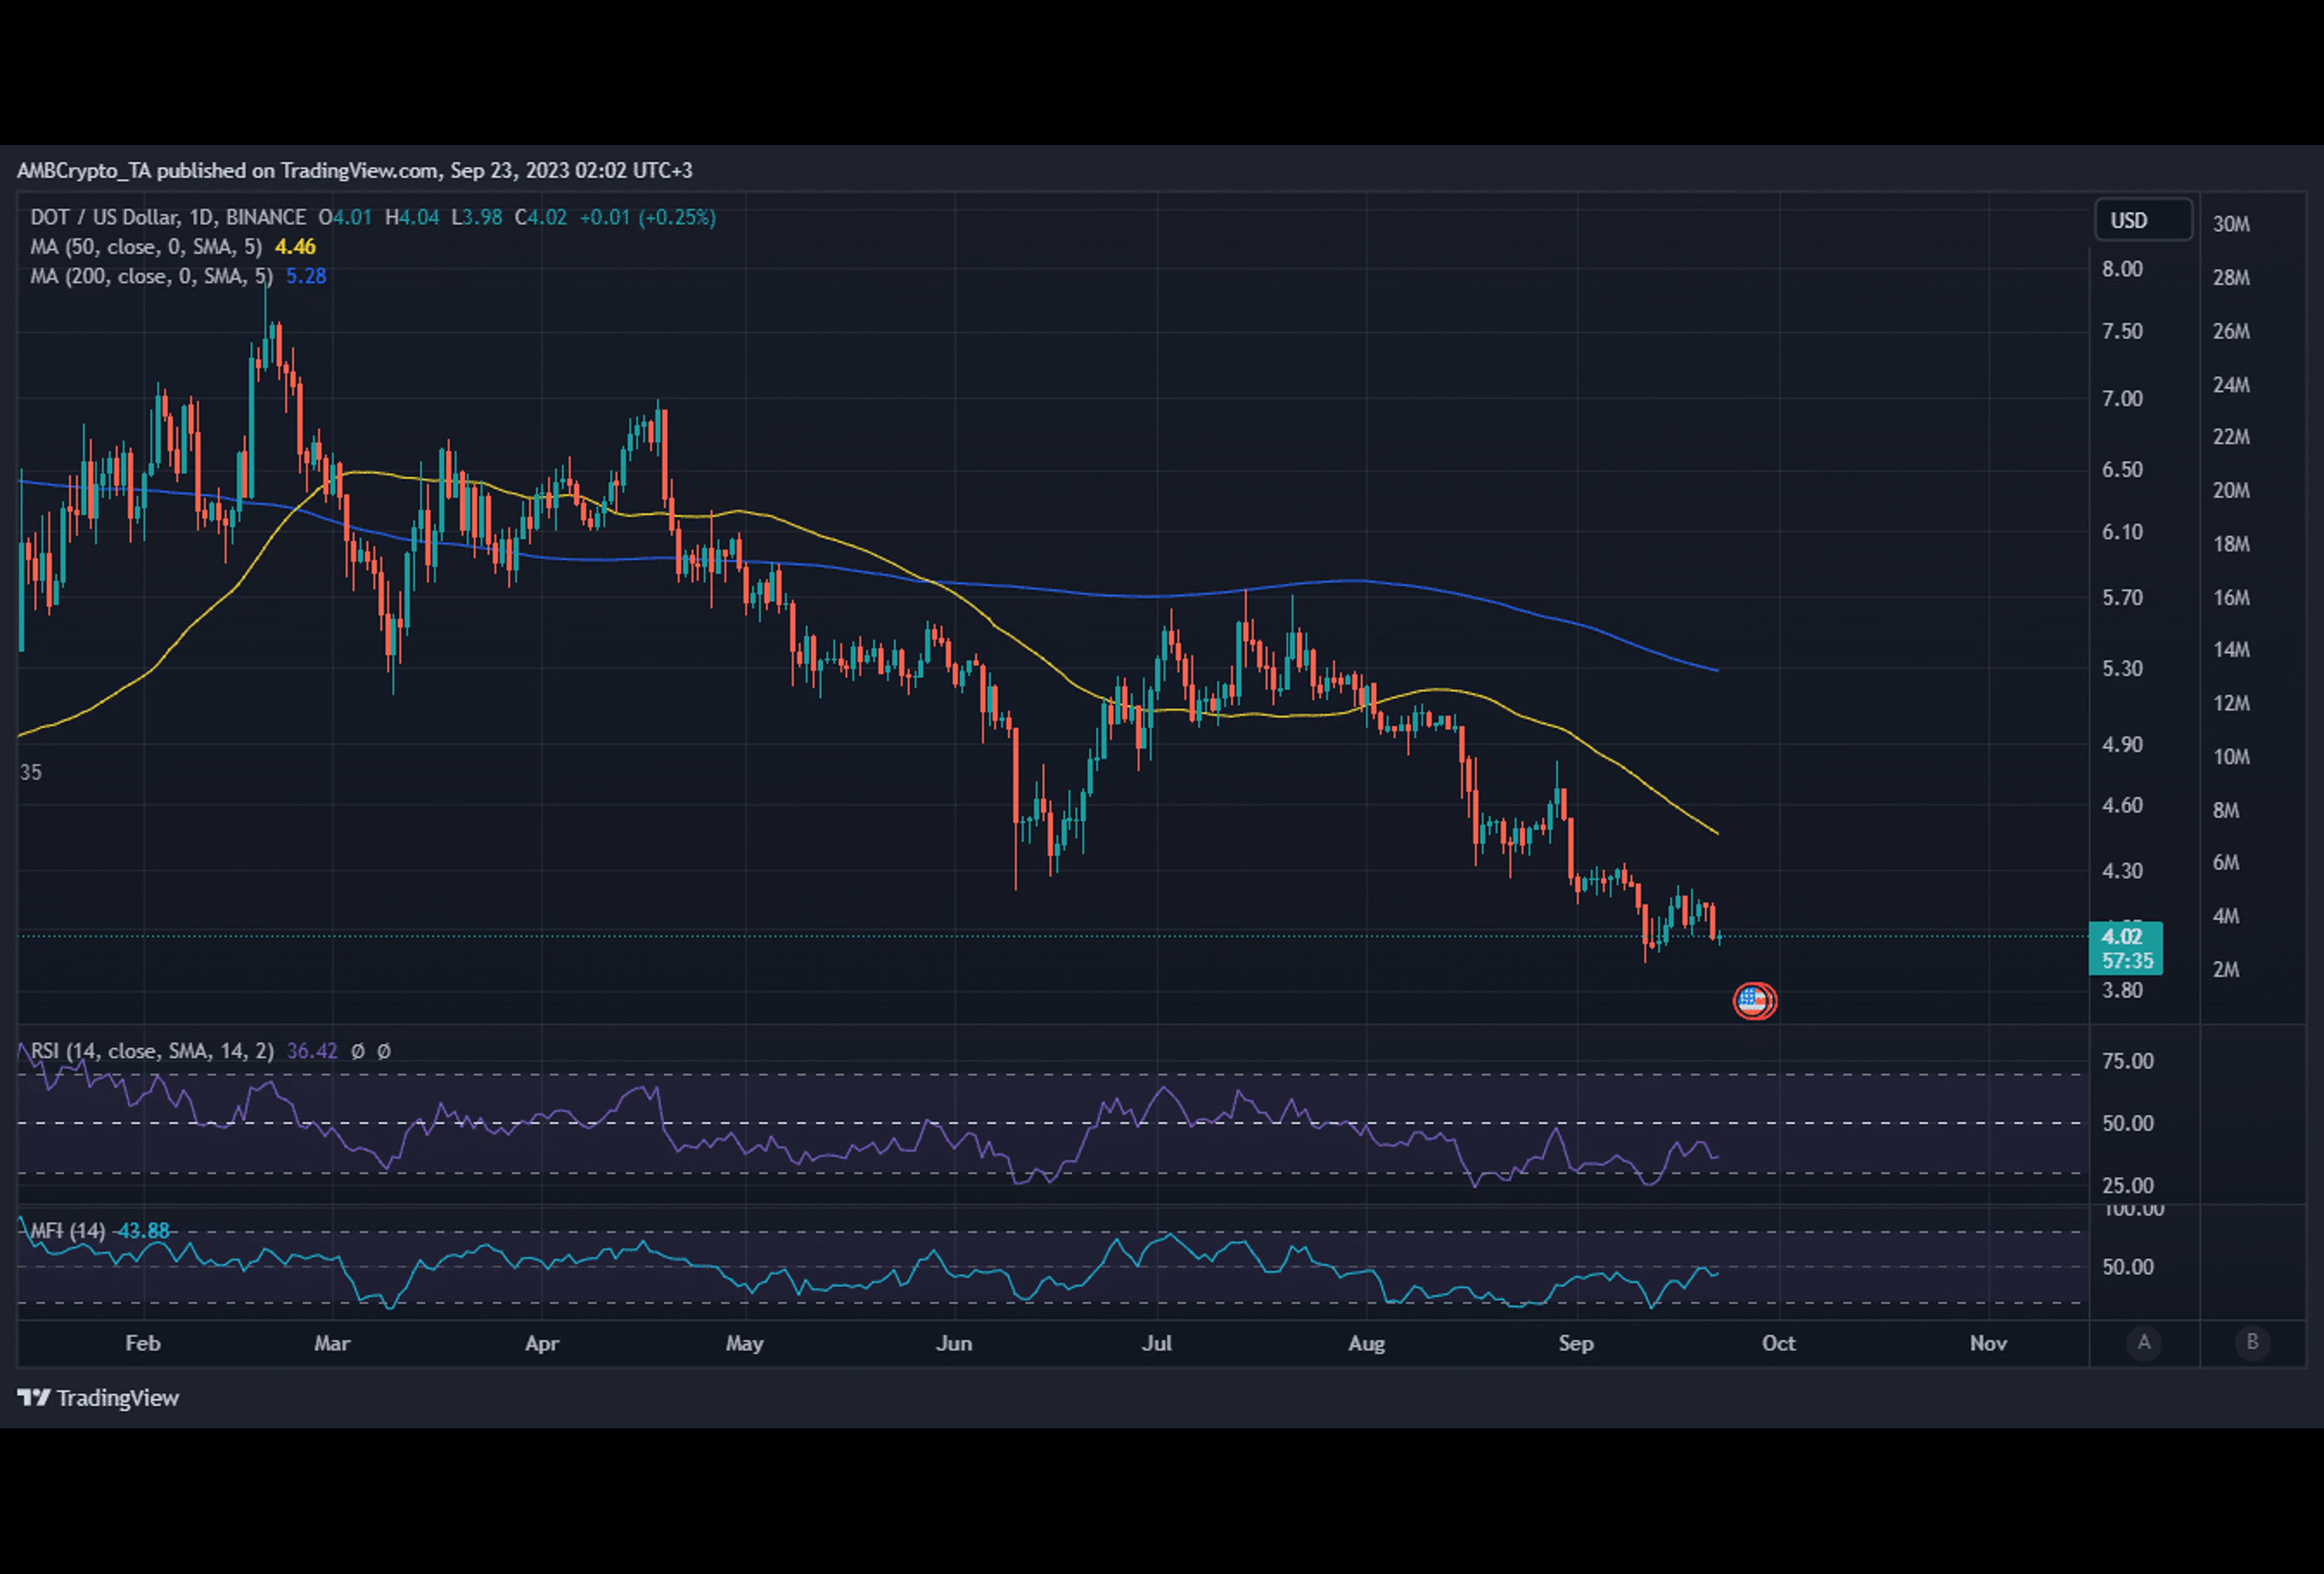 AMBCrypto_TA published on TradingView.com, Sep 23, 2023 02:02 UTC+3
DOT / US Dollar, 1D, BINANCE O4.01 H4.04 L3.98 C4.02 +0.01 (+0.25%)
MA (50, close, 0, SMA, 5) 4.46
MA (200, close, 0, SMA, 5) 5.28
35
USD
8.00
7.50
7.00
6.50
6.10
5.70
5.30
4.90
4.60
4.30
4.02
57:35
3.80
30M
28M
26M
24M
22M
20M
18M
16M
14M
12M
10M
8M
6M
4M
2M
RSI (14, close, SMA, 14, 2) 36.42 Ø Ø
75.00
50.00
25.00
MFI (14) 43.88
100.00
50.00
Feb Mar Apr May Jun Jul Aug Sep Oct Nov A B
TradingView